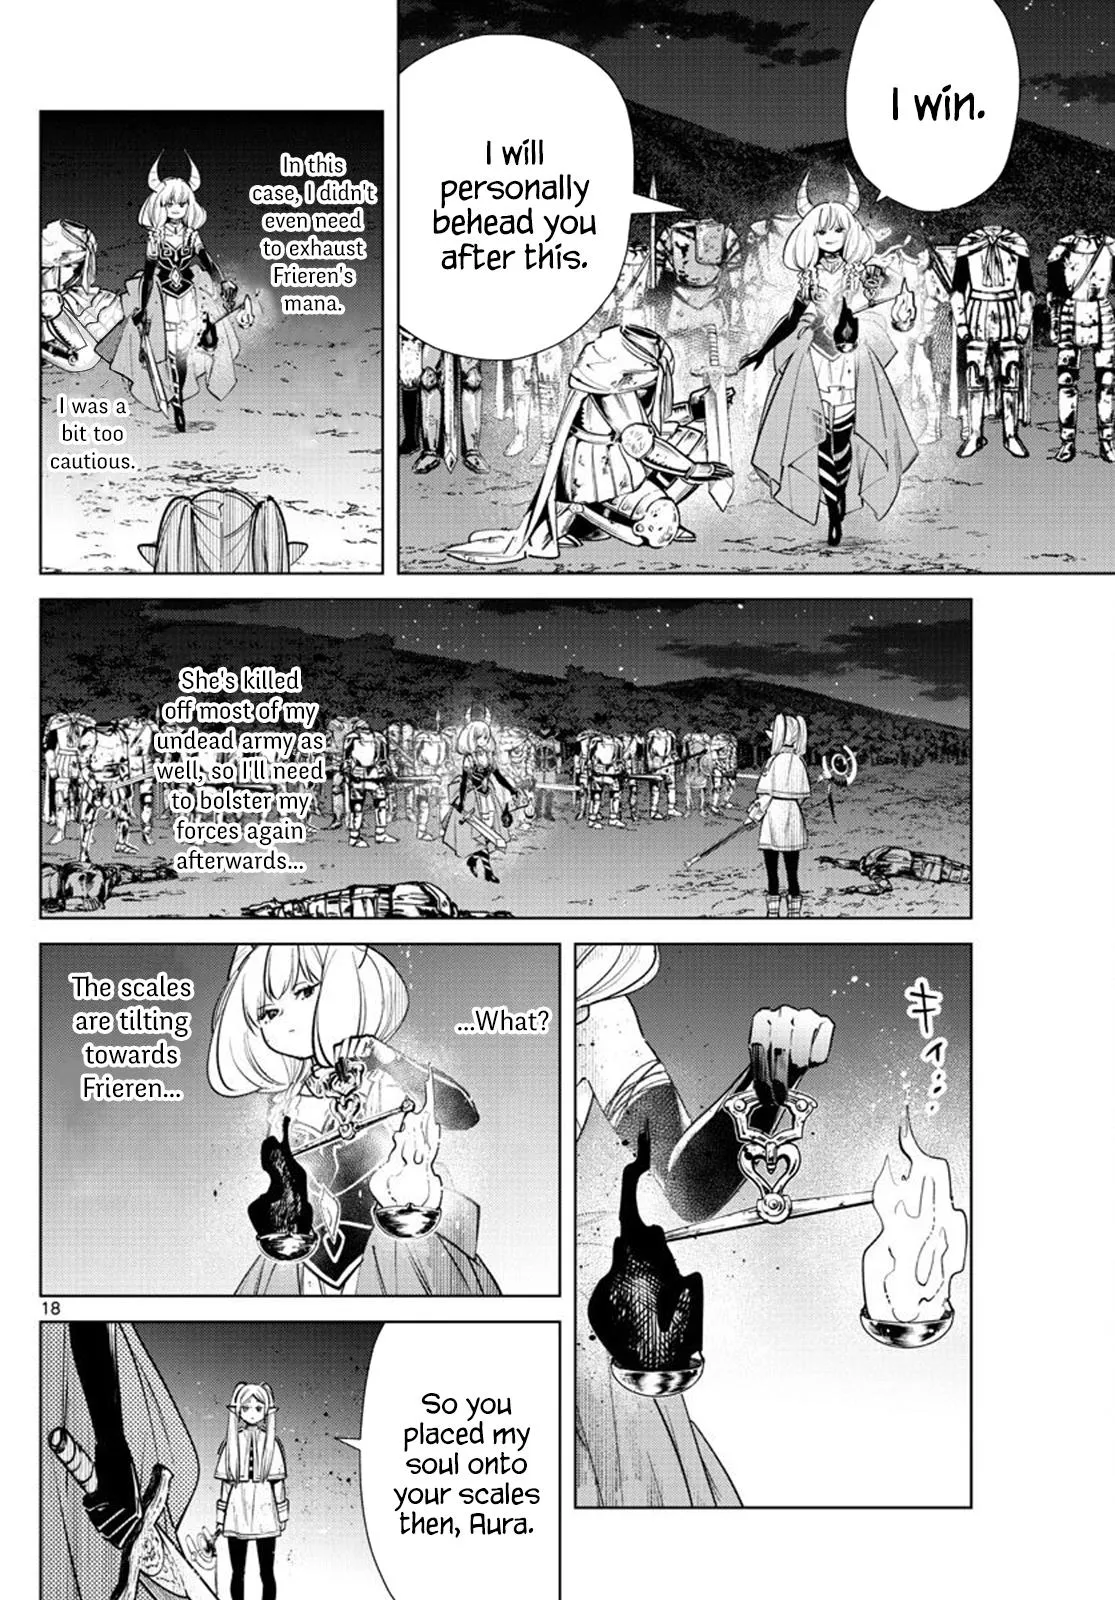 I win.
I will
personally
behead you
after this.
In this
case, I didn't
even need
to exhaust
Frieren's
mana.
I was a
bit too
cautious.
She's killed
off most of my
undead army as
well, so I'll need
to bolster my
forces again
afterwards...
キィ...
...What?
The scales
are tilting
towards
Frieren...
18
So you
placed my
soul onto
your scales
then, Aura.